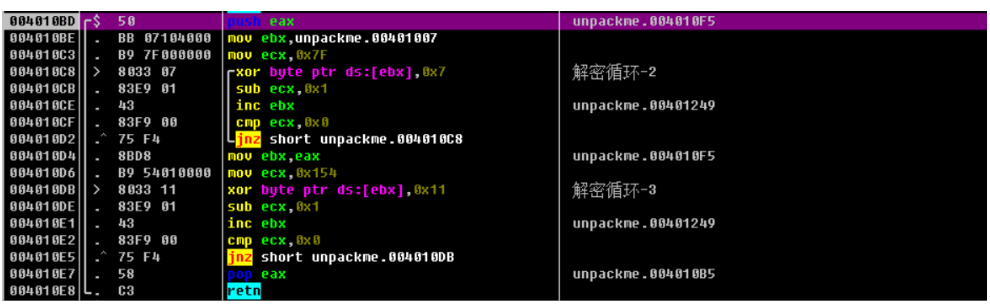 004010BD ┌$ 50 push eax unpackme.004010F5
004010BE │. BB 07104000 mov ebx,unpackme.00401007
004010C3 │. B9 7F000000 mov ecx,0x7F
004010C8 │> 8033 07 ┌xor byte ptr ds:[ebx],0x7 解密循环-2
004010CB │. 83E9 01 │sub ecx,0x1
004010CE │. 43 │inc ebx unpackme.00401249
004010CF │. 83F9 00 │cmp ecx,0x0
004010D2 │.^ 75 F4 └jnz short unpackme.004010C8
004010D4 │. 8BD8 mov ebx,eax unpackme.004010F5
004010D6 │. B9 54010000 mov ecx,0x154
004010DB │> 8033 11 xor byte ptr ds:[ebx],0x11 解密循环-3
004010DE │. 83E9 01 sub ecx,0x1
004010E1 │. 43 inc ebx unpackme.00401249
004010E2 │. 83F9 00 cmp ecx,0x0
004010E5 │.^ 75 F4 jnz short unpackme.004010DB
004010E7 │. 58 pop eax unpackme.004010B5
004010E8 └. C3 retn